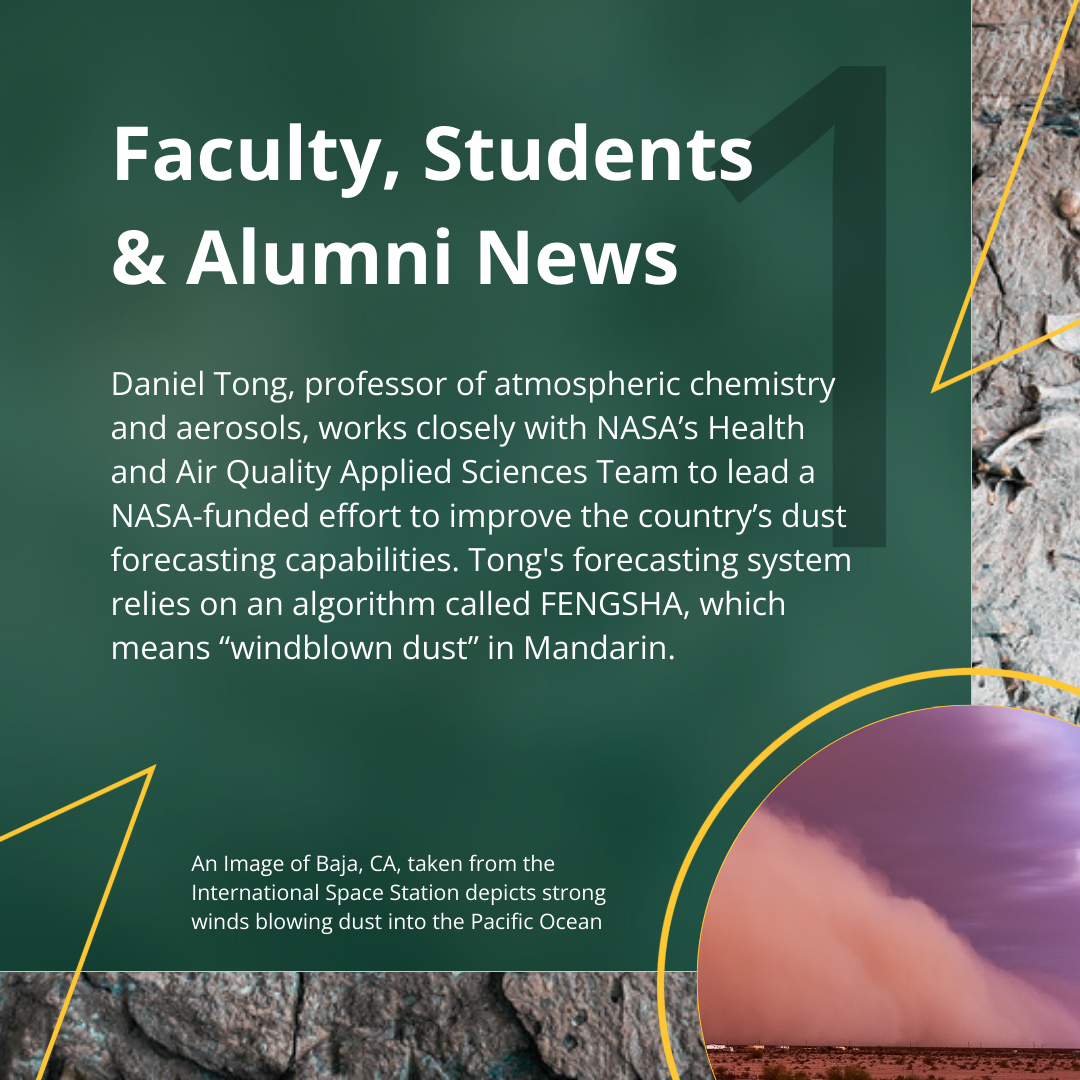 1
Faculty, Students
& Alumni News
Daniel Tong, professor of atmospheric chemistry
and aerosols, works closely with NASA’s Health
and Air Quality Applied Sciences Team to lead a
NASA-funded effort to improve the country’s dust
forecasting capabilities. Tong's forecasting system
relies on an algorithm called FENGSHA, which
means “windblown dust” in Mandarin.
An Image of Baja, CA, taken from the
International Space Station depicts strong
winds blowing dust into the Pacific Ocean